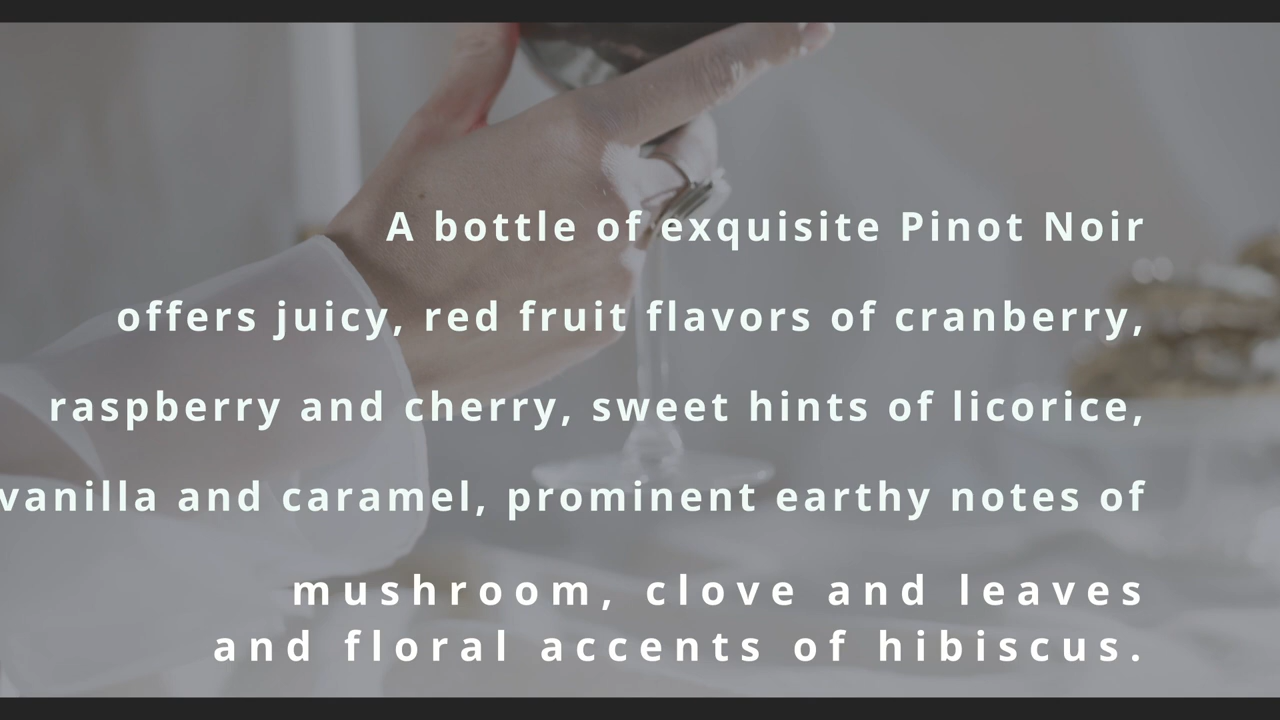 A bottle of exquisite Pinot Noir
offers juicy, red fruit flavors of cranberry,
raspberry and cherry, sweet hints of licorice,
vanilla and caramel, prominent earthy notes of
mushroom, clove and leaves
and floral accents of hibiscus.